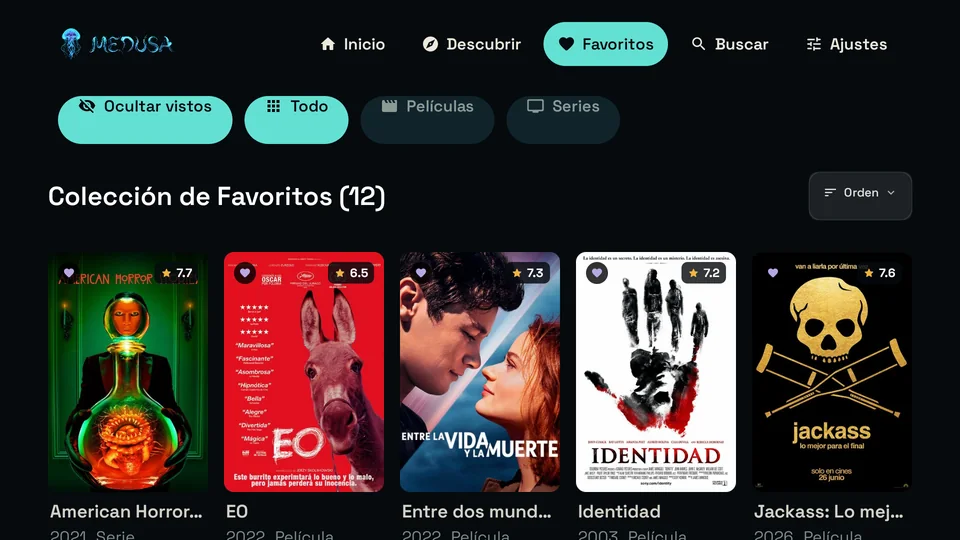 MEDUSA
Inicio
Descubrir
Favoritos
Buscar
Ajustes
Ocultar vistos
Todo
Películas
Series
Colección de Favoritos (12)
Orden
7.7
AMERICAN HORROR
American Horror...
2021 Serie
6.5
OSCAR
"Maravillosa"
"Fascinante"
"Asombrosa"
"Hipnótica"
"Bella"
"Alegre"
"Divertida"
"Mágica"
EO
Este burrito experimentará lo bueno y lo malo,
pero jamás perderá su inocencia.
EO
2022 Película
7.3
ENTRE LA VIDA
Y LA MUERTE
Entre dos mund...
2022 Película
La identidad es un secreto. La identidad es un misterio. La identidad es asesina.
7.2
IDENTIDAD
Identidad
2003 Película
van a liarla por última vez
7.6
jackass
lo mejor para el final
solo en cines
26 junio
Jackass: Lo mej...
2026 Película